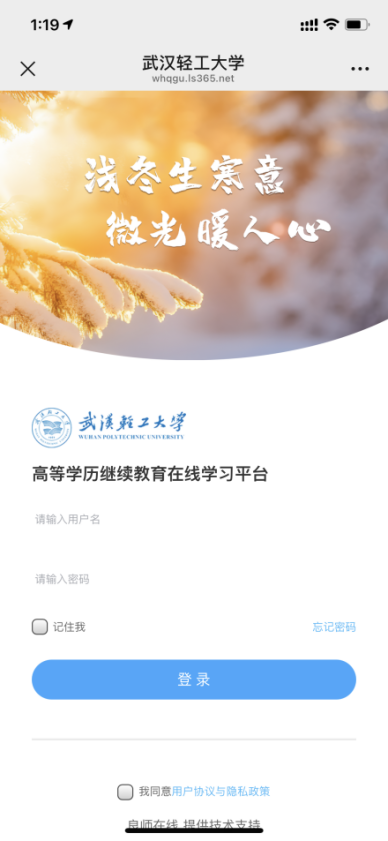 1:19
武汉轻工大学
whqgu.ls365.net
浅冬生寒意
微光暖人心
武漢輕工大学
WUHAN POLYTECHNIC UNIVERSITY
高等学历继续教育在线学习平台
请输入用户名
请输入密码
记住我 忘记密码
登录
我同意用户协议与隐私政策
良师在线 提供技术支持